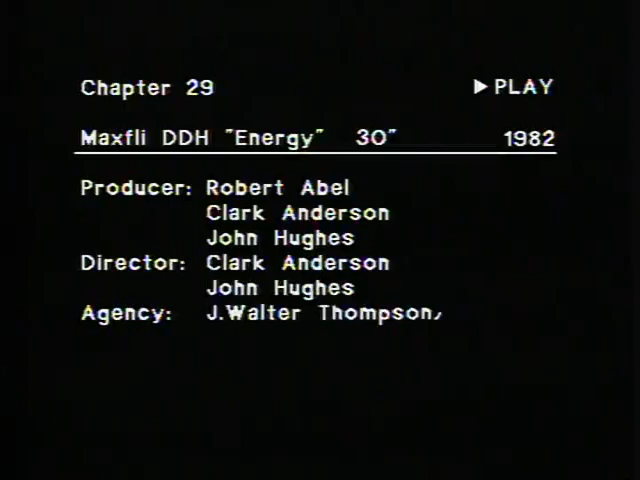 Chapter 29 ▶PLAY
Maxfli DDH "Energy" 30" 1982
Producer: Robert Abel
Clark Anderson
John Hughes
Director: Clark Anderson
John Hughes
Agency: J.Walter Thompson,